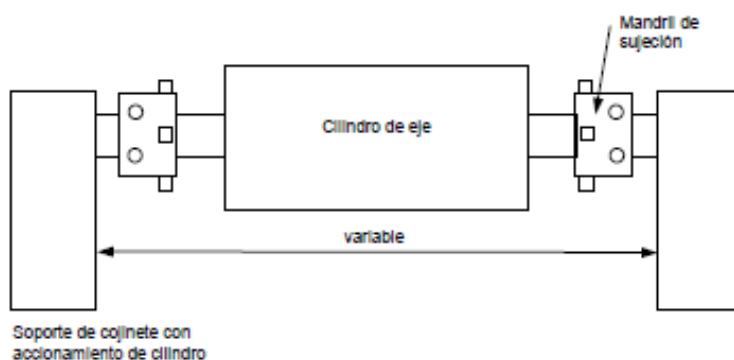 Mandril de
sujeción
Cilindro de eje
variable
Soporte de cojinete con
accionamiento de cilindro